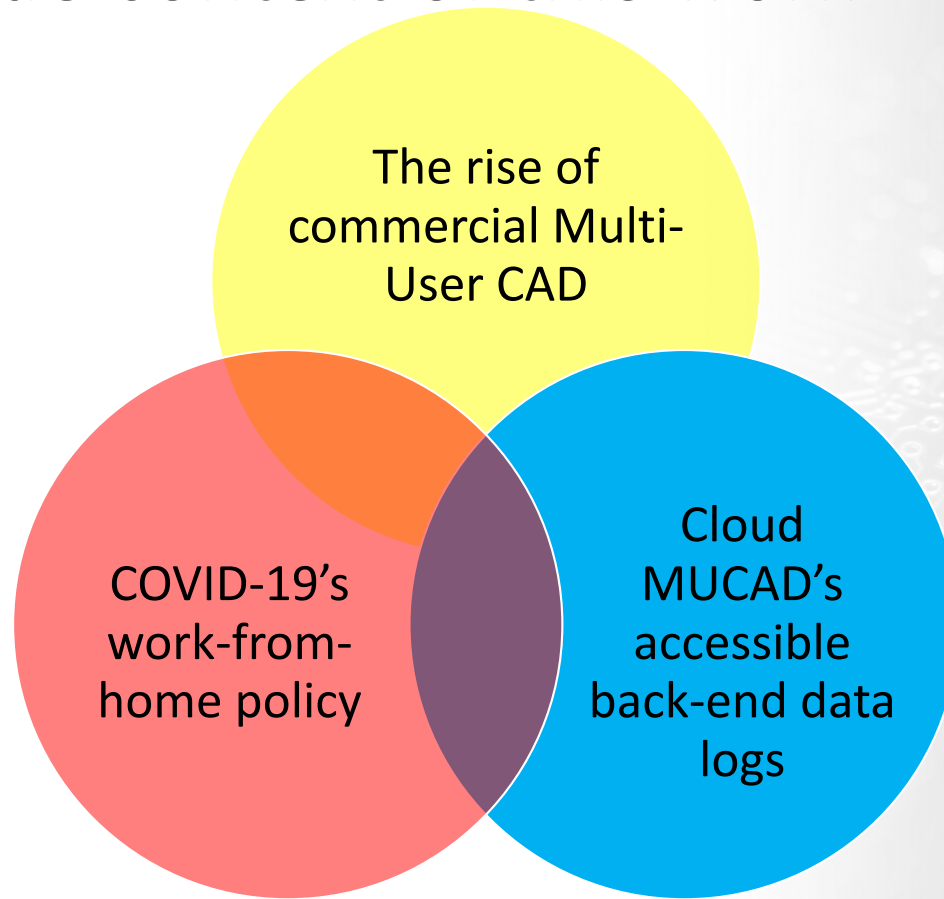 The rise of
commercial Multi-
User CAD
COVID-19’s
work-from-
home policy
Cloud
MUCAD’s
accessible
back-end data
logs